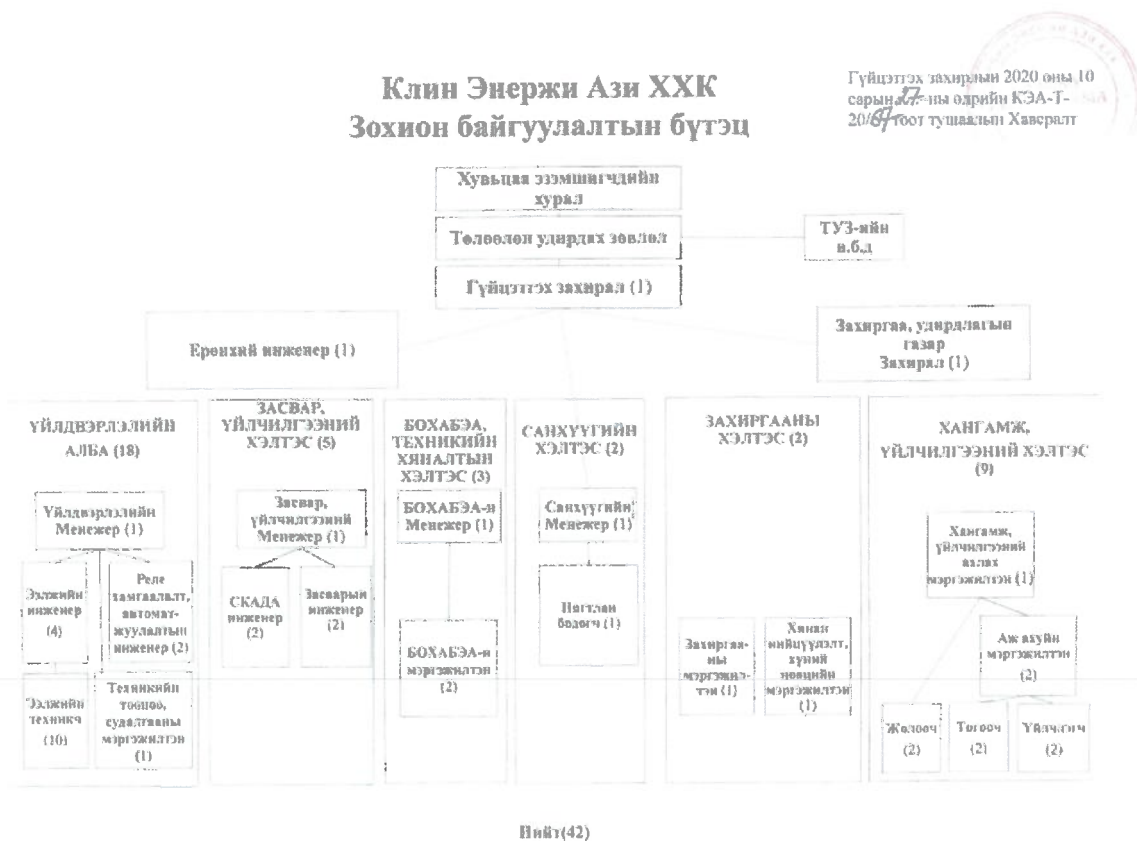 Клин Энержи Ази ХХК
Зохион байгуулалтын бүтэц
Гүйцэтгэх захирлын 2020 оны 10
сарын 27-ны өдрийн КЭА-Т-
20/67 тоот тушаалын Хавсралт
Хувьцаа эзэмшигчдийн
хурал
Төлөөлөн удирдах зөвлөл
ТУЗ-ийн
н.б.д
Гүйцэтгэх захирал (1)
Ерөнхий инженер (1)
Захиргаа, удирдлагын
газар
Захирал (1)
ҮЙЛДВЭРЛЭЛИЙН
АЛБА (18)
Үйлдвэрлэлийн
Менежер (1)
Ээлжийн
инженер
(4)
Реле
хамгаалалт,
автомат-
жуулалтын
инженер (2)
Ээлжийн
техникч
(10)
Техникийн
тооцоо,
судалгааны
мэргэжилтэн
(1)
ЗАСВАР,
ҮЙЛЧИЛГЭЭНИЙ
ХЭЛТЭС (5)
Засвар,
үйлчилгээний
Менежер (1)
СКАДА
инженер
(2)
Засварын
инженер
(2)
БОХАБЭА,
ТЕХНИКИЙН
ХЯНАЛТЫН
ХЭЛТЭС (3)
БОХАБЭА-н
Менежер (1)
БОХАБЭА-н
мэргэжилтэн
(2)
САНХҮҮГИЙН
ХЭЛТЭС (2)
Санхүүгийн
Менежер (1)
Нягтлан
бодогч (1)
ЗАХИРГААНЫ
ХЭЛТЭС (2)
Захиргаа-
ны
мэргэжил-
тэн (1)
Хянан
нийцүүлэлт,
хүний
нөөцийн
мэргэжилтэн
(1)
ХАНГАМЖ,
ҮЙЛЧИЛГЭЭНИЙ ХЭЛТЭС
(9)
Хангамж,
үйлчилгээний
ахлах
мэргэжилтэн (1)
Аж ахуйн
мэргэжилтэн
(2)
Жолооч
(2)
Тогооч
(2)
Үйлчлэгч
(2)
Нийт(42)